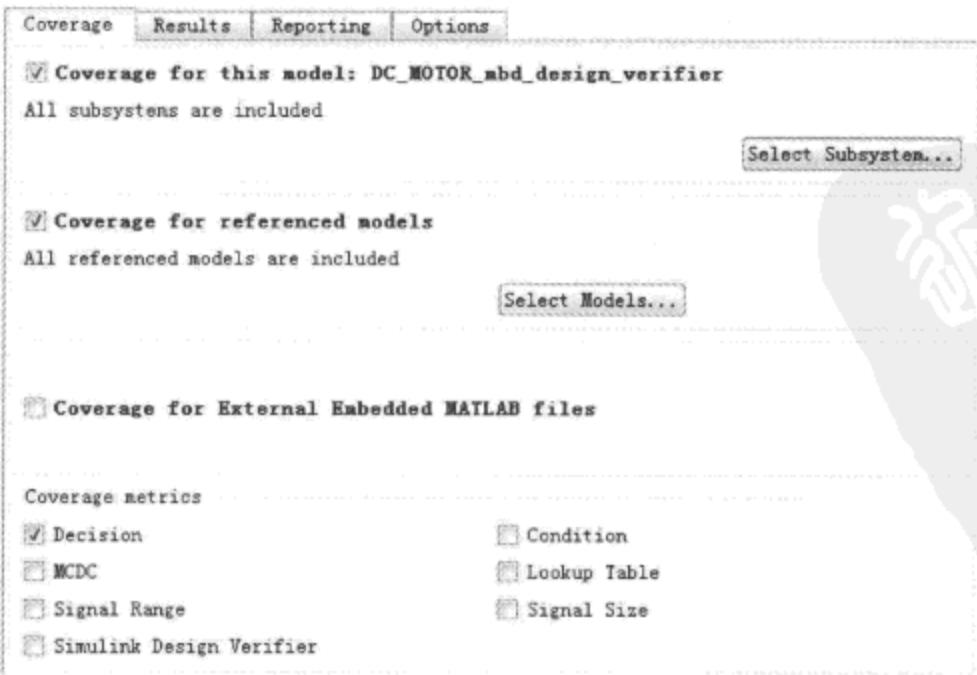 Coverage Results Reporting Options
Coverage for this model: DC_MOTOR_mbd_design_verifier
All subsystems are included
Select Subsystem...
Coverage for referenced models
All referenced models are included
Select Models...
Coverage for External Embedded MATLAB files
Coverage metrics
Decision
Condition
MCDC
Lookup Table
Signal Range
Signal Size
Simulink Design Verifier